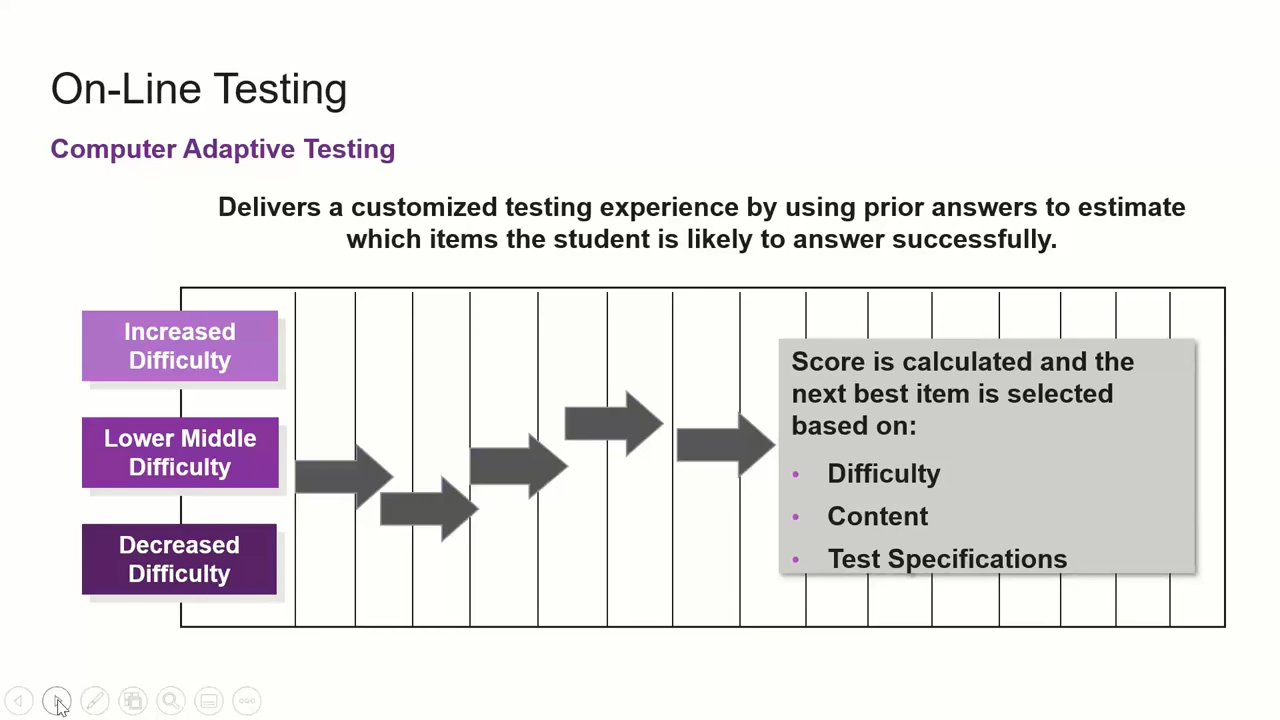 On-Line Testing
Computer Adaptive Testing
Delivers a customized testing experience by using prior answers to estimate
which items the student is likely to answer successfully.
Increased
Difficulty
Lower Middle
Difficulty
Decreased
Difficulty
Score is calculated and the
next best item is selected
based on:
• Difficulty
• Content
• Test Specifications